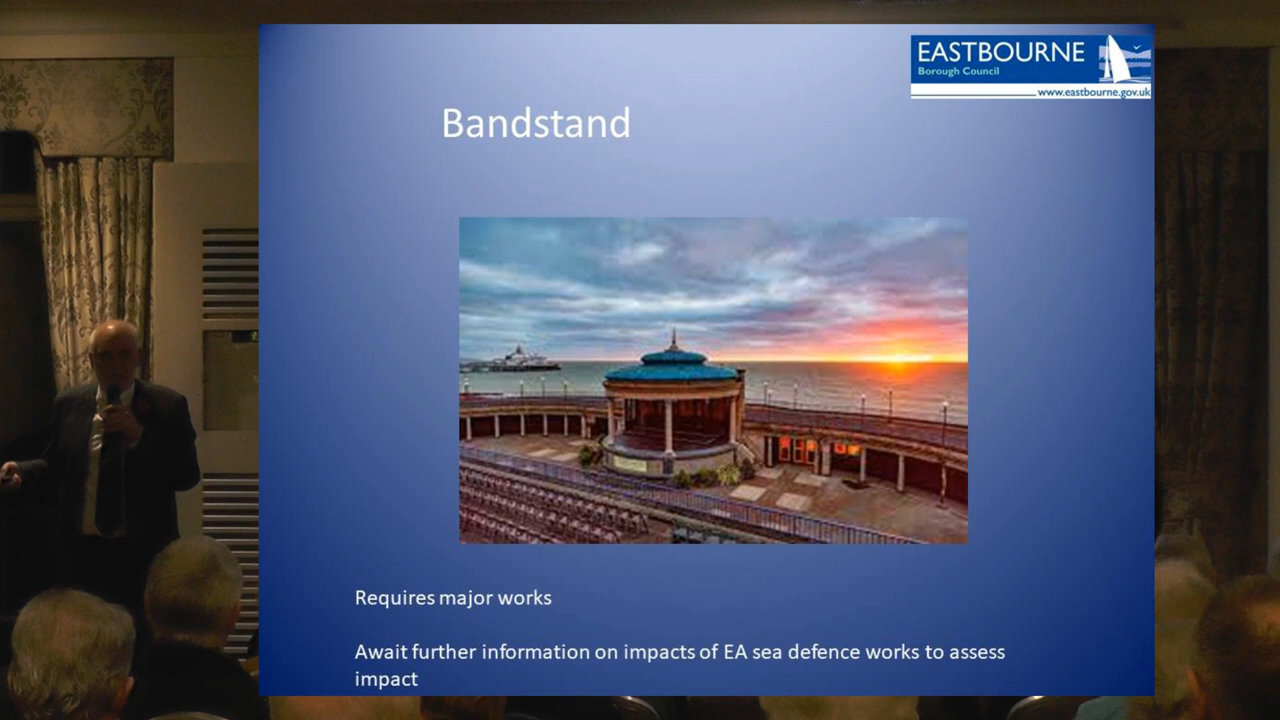 EASTBOURNE
Borough Council
www.eastbourne.gov.uk
Bandstand
Requires major works
Await further information on impacts of EA sea defence works to assess
impact